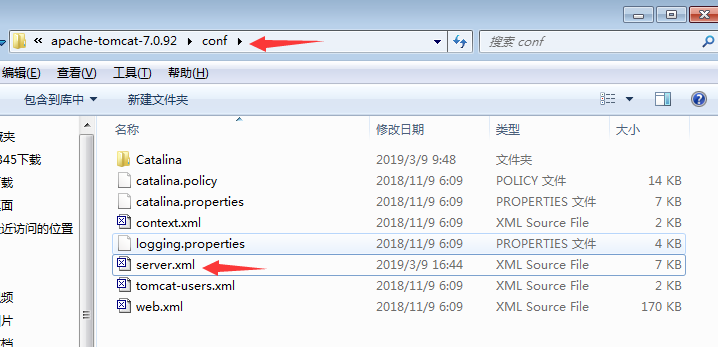 « apache-tomcat-7.0.92 conf 搜索 conf
编辑(E) 查看(V) 工具(T) 帮助(H)
包含到库中 新建文件夹
名称 修改日期 类型 大小
Catalina 2019/3/9 9:48 文件夹
345下载 catalina.policy 2018/11/9 6:09 POLICY 文件 14 KB
catalina.properties 2018/11/9 6:09 PROPERTIES 文件 7 KB
近访问的位置 context.xml 2018/11/9 6:09 XML Source File 2 KB
logging.properties 2018/11/9 6:09 PROPERTIES 文件 4 KB
server.xml 2019/3/9 16:44 XML Source File 7 KB
tomcat-users.xml 2018/11/9 6:09 XML Source File 2 KB
web.xml 2018/11/9 6:09 XML Source File 170 KB